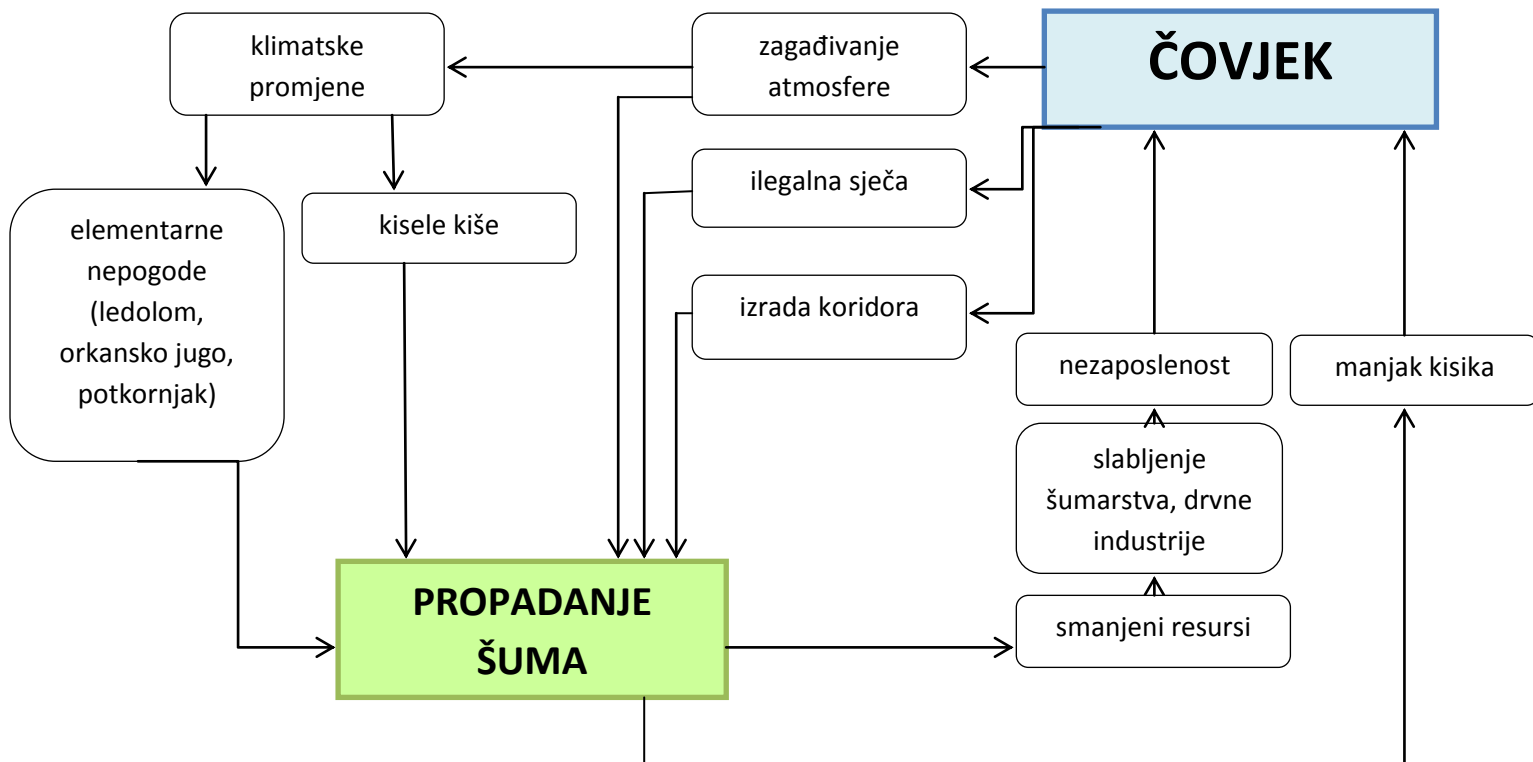 klimatske
promjene
zagađivanje
atmosfere
ČOVJEK
ilegalna sječa
kisele kiše
elementarne
nepogode
(ledolom,
orkansko jugo,
potkornjak)
izrada koridora
nezaposlenost
manjak kisika
slabljenje
šumarstva, drvne
industrije
PROPADANJE
ŠUMA
smanjeni resursi